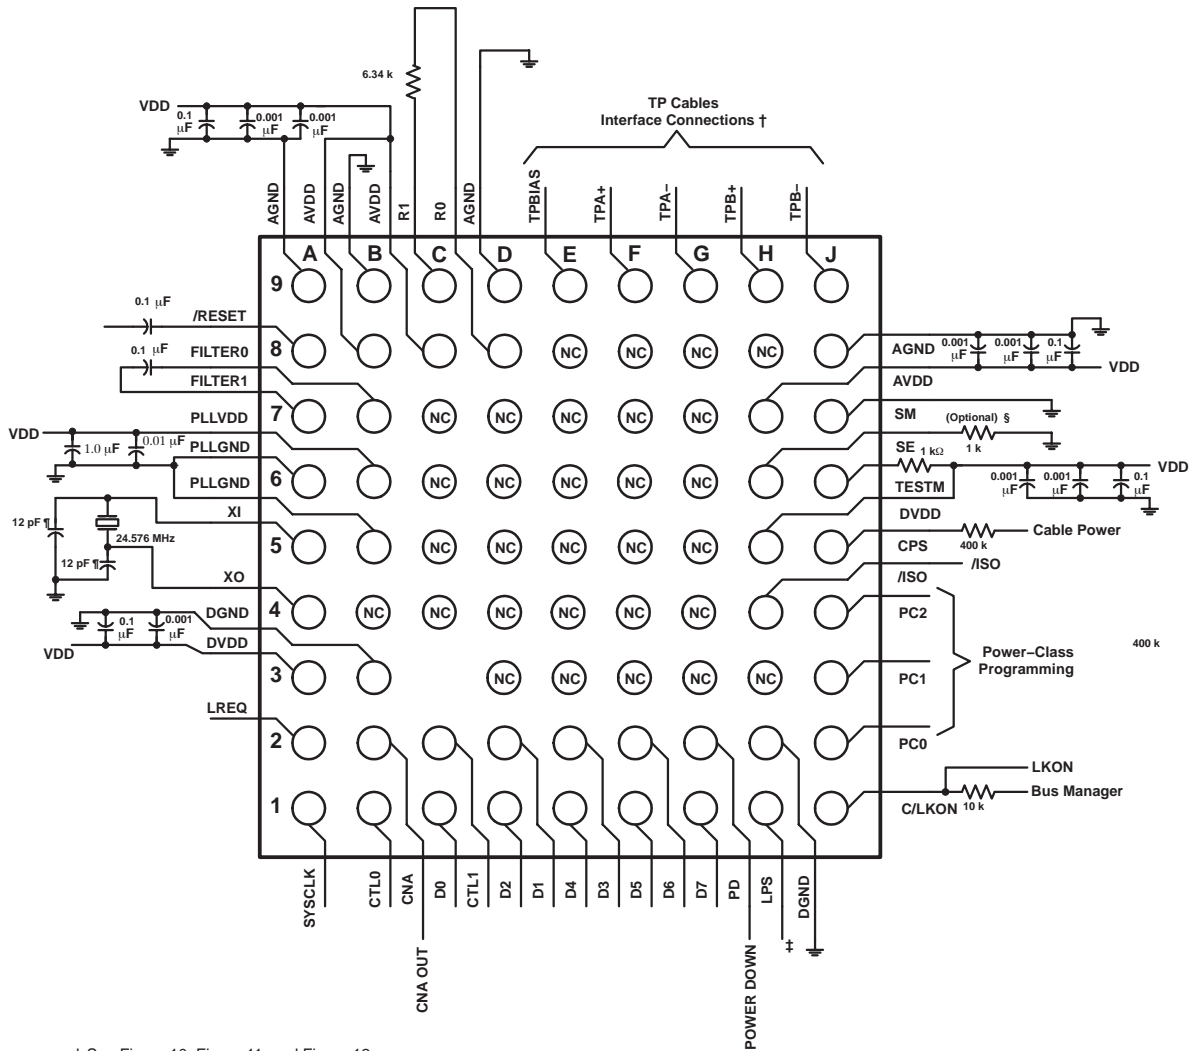 6.34 k
VDD
0.1 μF
0.001 μF
0.001 μF
TP Cables
Interface Connections †
AGND
AVDD
AGND
AVDD
R1
R0
AGND
TPBIAS
TPA+
TPA−
TPB+
TPB−
A B C D E F G H J
9
0.1 μF
/RESET
8
NC NC NC NC
AGND
0.001 μF
0.001 μF
0.1 μF
VDD
0.1 μF
FILTER0
FILTER1
AVDD
7
NC NC NC NC NC
SM
PLLVDD
VDD
1.0 μF
0.01 μF
PLLGND
(Optional) §
1 k
SE
1 kΩ
6
NC NC NC NC NC
PLLGND
TESTM
VDD
0.001 μF
0.001 μF
0.1 μF
XI
12 pF ¶
24.576 MHz
12 pF ¶
DVDD
5
NC NC NC NC NC
CPS
400 k
Cable Power
XO
/ISO
/ISO
4
NC NC NC NC NC NC
DGND
0.1 μF
0.001 μF
PC2
DVDD
VDD
3
NC NC NC NC NC
PC1
Power−Class
Programming
400 k
LREQ
2
PC0
1
LKON
Bus Manager
C/LKON
10 k
SYSCLK
CTL0
CNA
D0
CTL1
D2
D1
D4
D3
D5
D6
D7
PD
LPS
DGND
CNA OUT
POWER DOWN
‡